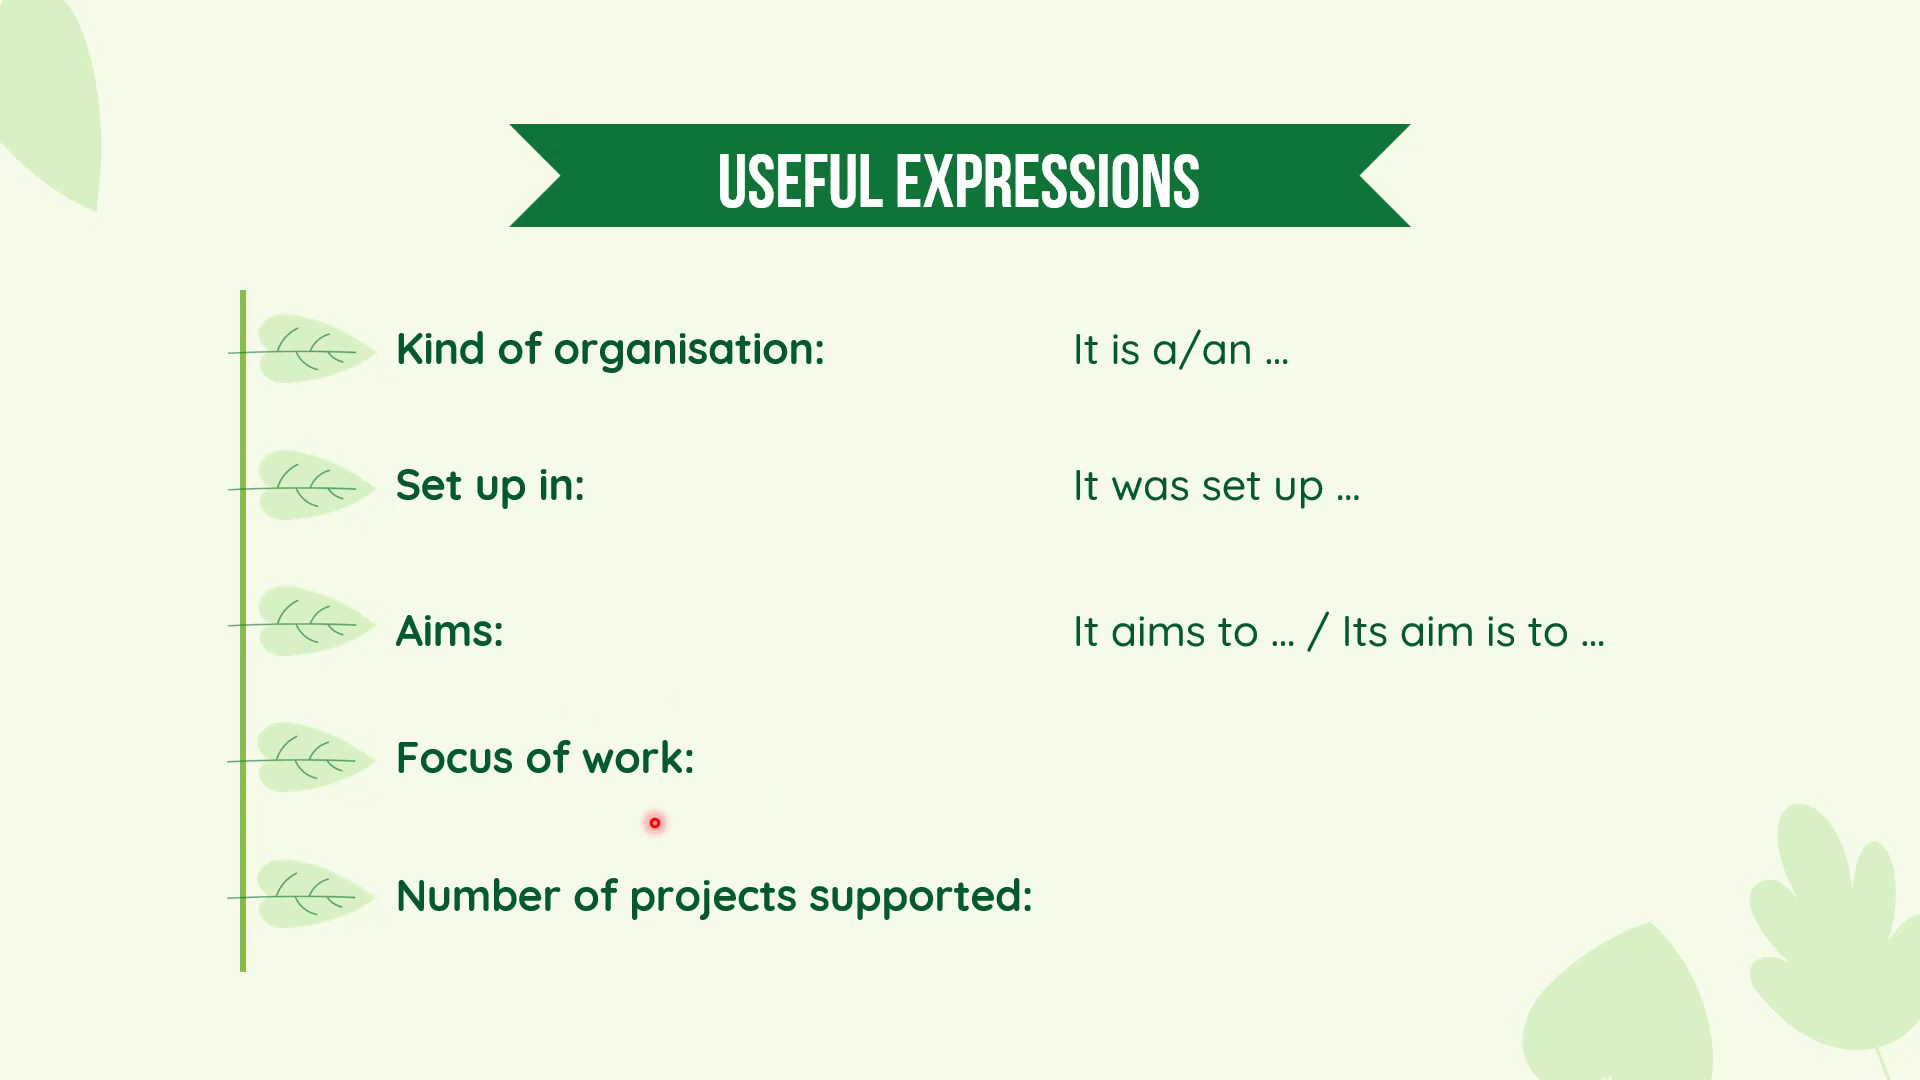 USEFUL EXPRESSIONS
Kind of organisation: It is a/an ...
Set up in: It was set up ...
Aims: It aims to ... / Its aim is to ...
Focus of work:
Number of projects supported: